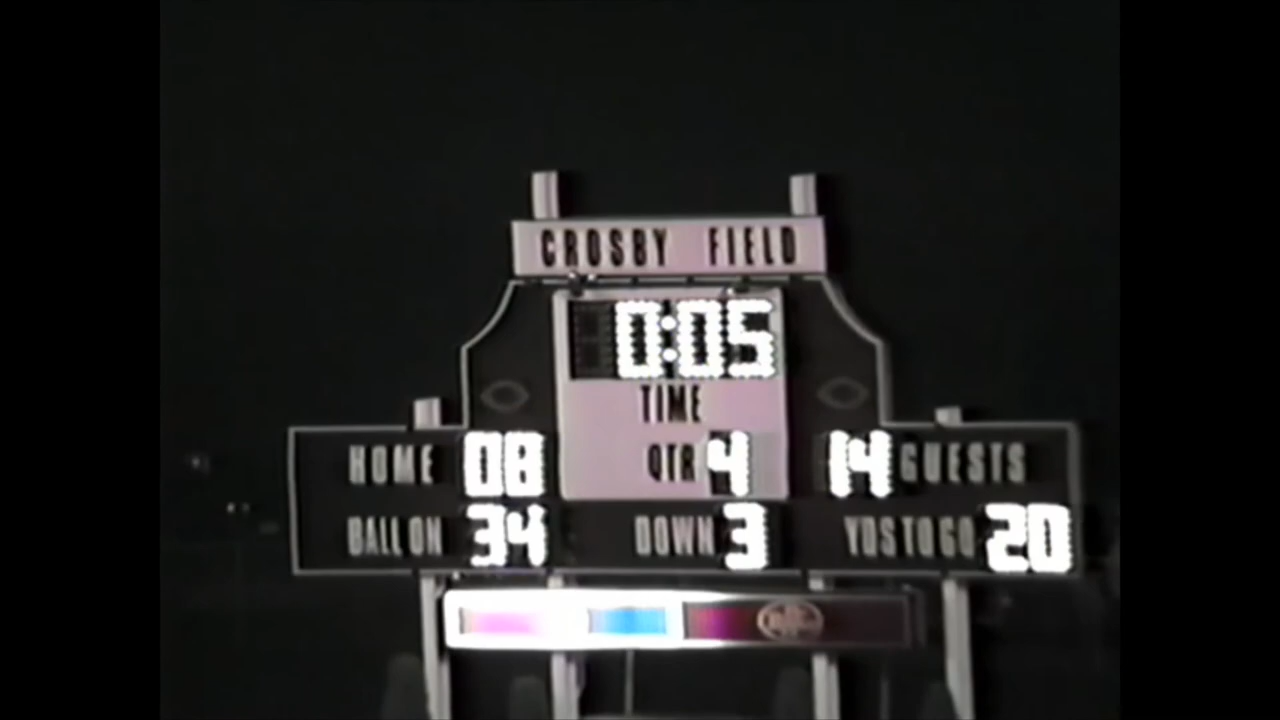 CROSBY FIELD
0:05
TIME
HOME 08 QTR 4 14 GUESTS
BALL ON 34 DOWN 3 YDS TO GO 20